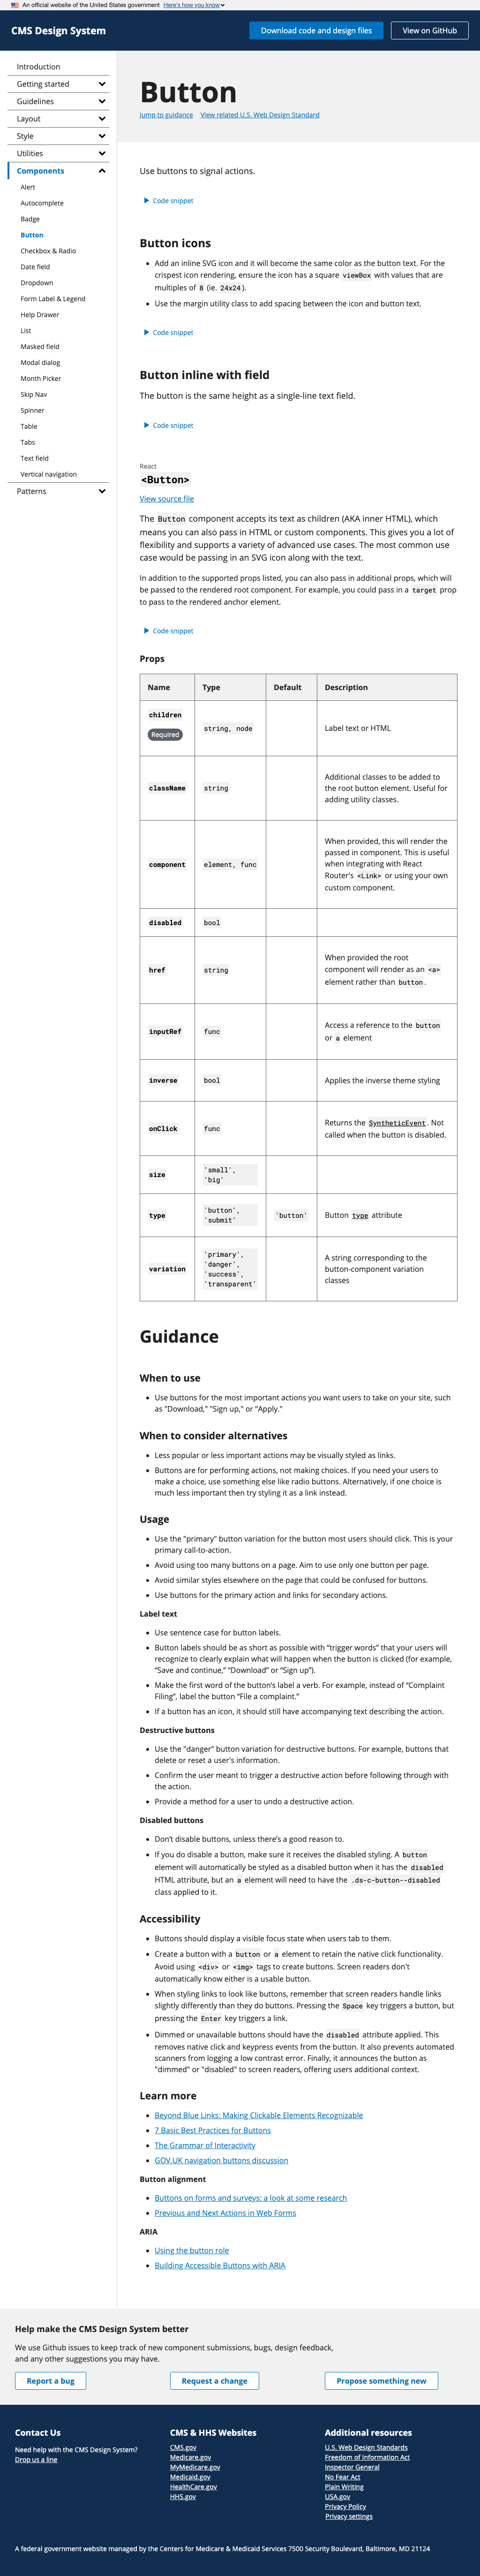 An official website of the United States government Here's how you know
CMS Design System
Download code and design files
View on GitHub
Introduction
Getting started
Guidelines
Layout
Style
Utilities
Components
Alert
Autocomplete
Badge
Button
Checkbox & Radio
Date field
Dropdown
Form Label & Legend
Help Drawer
List
Masked field
Modal dialog
Month Picker
Skip Nav
Spinner
Table
Tabs
Text field
Vertical navigation
Patterns
Button
Jump to guidance View related U.S. Web Design Standard
Use buttons to signal actions.
Code snippet
Button icons
Add an inline SVG icon and it will become the same color as the button text. For the
crispest icon rendering, ensure the icon has a square viewBox with values that are
multiples of 8 (ie. 24x24).
Use the margin utility class to add spacing between the icon and button text.
Code snippet
Button inline with field
The button is the same height as a single-line text field.
Code snippet
React
<Button>
View source file
The Button component accepts its text as children (AKA inner HTML), which
means you can also pass in HTML or custom components. This gives you a lot of
flexibility and supports a variety of advanced use cases. The most common use
case would be passing in an SVG icon along with the text.
In addition to the supported props listed, you can also pass in additional props, which will
be passed to the rendered root component. For example, you could pass in a target prop
to pass to the rendered anchor element.
Code snippet
Props
Name Type Default Description
children
Required
string, node
Label text or HTML
className
string
Additional classes to be added
to the root button element. Useful for
adding utility classes.
component
element, func
When provided, this will render the
passed in component. This is useful
when integrating with React
Router's <Link> or using your own
custom component.
disabled
bool
href
string
When provided the root
component will render as an <a>
element rather than button.
inputRef
func
Access a reference to the button
or a element
inverse
bool
Applies the inverse theme styling
onClick
func
Returns the SyntheticEvent. Not
called when the button is disabled.
size
'small',
'big'
type
'button',
'submit'
'button'
Button type attribute
variation
'primary',
'danger',
'success',
'transparent'
A string corresponding to the
button-component variation
classes
Guidance
When to use
Use buttons for the most important actions you want users to take on your site, such
as "Download," "Sign up," or "Apply."
When to consider alternatives
Less popular or less important actions may be visually styled as links.
Buttons are for performing actions, not making choices. If you need your users to
make a choice, use something else like radio buttons. Alternatively, if one choice is
much less important then try styling it as a link instead.
Usage
Use the "primary" button variation for the button most users should click. This is your
primary call-to-action.
Avoid using too many buttons on a page. Aim to use only one button per page.
Avoid similar styles elsewhere on the page that could be confused for buttons.
Use buttons for the primary action and links for secondary actions.
Label text
Use sentence case for button labels.
Button labels should be as short as possible with “trigger words” that your users will
recognize to clearly explain what will happen when the button is clicked (for example,
“Save and continue,” “Download” or “Sign up”).
Make the first word of the button’s label a verb. For example, instead of “Complaint
Filing”, label the button “File a complaint.”
If a button has an icon, it should still have accompanying text describing the action.
Destructive buttons
Use the "danger" button variation for destructive buttons. For example, buttons that
delete or reset a user's information.
Confirm the user meant to trigger a destructive action before following through with
the action.
Provide a method for a user to undo a destructive action.
Disabled buttons
Don’t disable buttons, unless there’s a good reason to.
If you do disable a button, make sure it receives the disabled styling. A button
element will automatically be styled as a disabled button when it has the disabled
HTML attribute, but an a element will need to have the .ds-c-button--disabled
class applied to it.
Accessibility
Buttons should display a visible focus state when users tab to them.
Create a button with a button or a element to retain the native click functionality.
Avoid using <div> or <img> tags to create buttons. Screen readers don't
automatically know either is a usable button.
When styling links to look like buttons, remember that screen readers handle links
slightly differently than they do buttons. Pressing the Space key triggers a button, but
pressing the Enter key triggers a link.
Dimmed or unavailable buttons should have the disabled attribute applied. This
removes native click and keypress events from the button. It also prevents automated
scanners from logging a low contrast error. Finally, it announces the button as
"dimmed" or "disabled" to screen readers, offering users additional context.
Learn more
Beyond Blue Links: Making Clickable Elements Recognizable
7 Basic Best Practices for Buttons
The Grammar of Interactivity
GOV.UK navigation buttons discussion
Button alignment
Buttons on forms and surveys: a look at some research
Previous and Next Actions in Web Forms
ARIA
Using the button role
Building Accessible Buttons with ARIA
Help make the CMS Design System better
We use Github issues to keep track of new component submissions, bugs, design feedback,
and any other suggestions you may have.
Report a bug
Request a change
Propose something new
Contact Us
Need help with the CMS Design System?
Drop us a line
CMS & HHS Websites
CMS.gov
Medicare.gov
MyMedicare.gov
Medicaid.gov
HealthCare.gov
HHS.gov
Additional resources
U.S. Web Design Standards
Freedom of Information Act
Inspector General
No Fear Act
Plain Writing
USA.gov
Privacy Policy
Privacy settings
A federal government website managed by the Centers for Medicare & Medicaid Services 7500 Security Boulevard, Baltimore, MD 21124